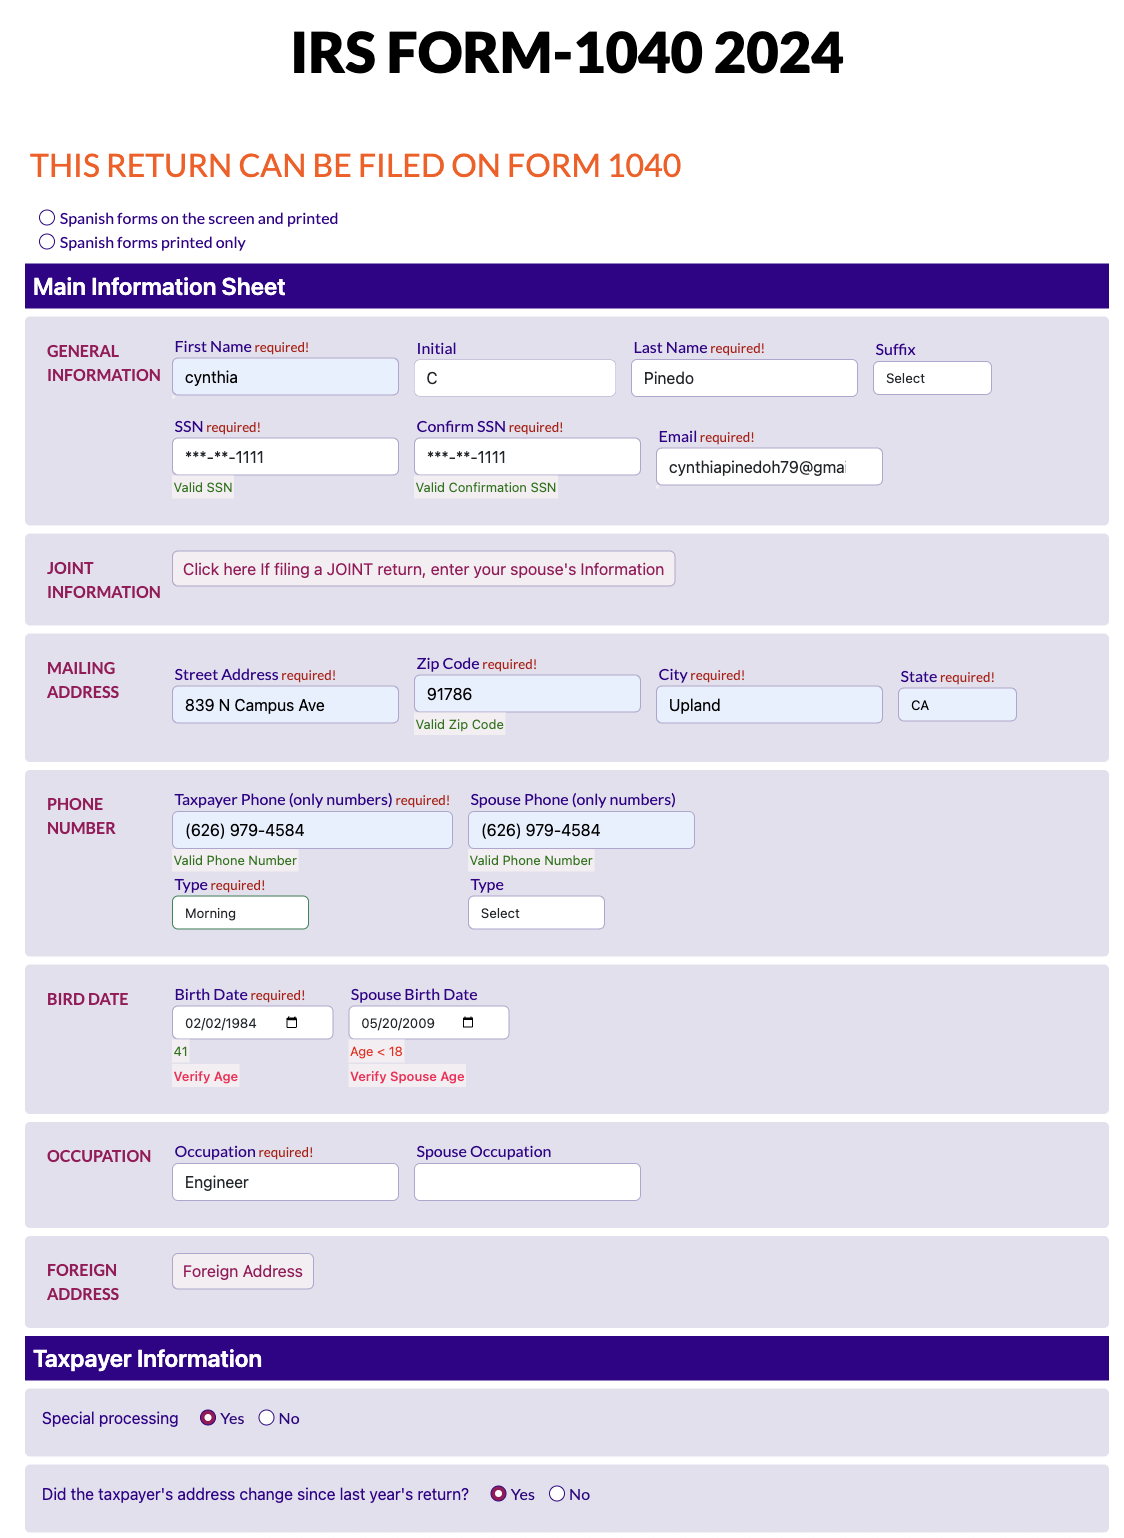 IRS FORM-1040 2024
THIS RETURN CAN BE FILED ON FORM 1040
Spanish forms on the screen and printed
Spanish forms printed only
Main Information Sheet
GENERAL INFORMATION
First Name required!
cynthia
Initial
C
Last Name required!
Pinedo
Suffix
Select
SSN required!
***-**-1111
Valid SSN
Confirm SSN required!
***-**-1111
Valid Confirmation SSN
Email required!
cynthiapinedoh79@gmai
JOINT INFORMATION
Click here If filing a JOINT return, enter your spouse's Information
MAILING ADDRESS
Street Address required!
839 N Campus Ave
Zip Code required!
91786
Valid Zip Code
City required!
Upland
State required!
CA
PHONE NUMBER
Taxpayer Phone (only numbers) required!
(626) 979-4584
Valid Phone Number
Type required!
Morning
Spouse Phone (only numbers)
(626) 979-4584
Valid Phone Number
Type
Select
BIRD DATE
Birth Date required!
02/02/1984
41
Verify Age
Spouse Birth Date
05/20/2009
Age < 18
Verify Spouse Age
OCCUPATION
Occupation required!
Engineer
Spouse Occupation
FOREIGN ADDRESS
Foreign Address
Taxpayer Information
Special processing Yes No
Did the taxpayer's address change since last year's return? Yes No